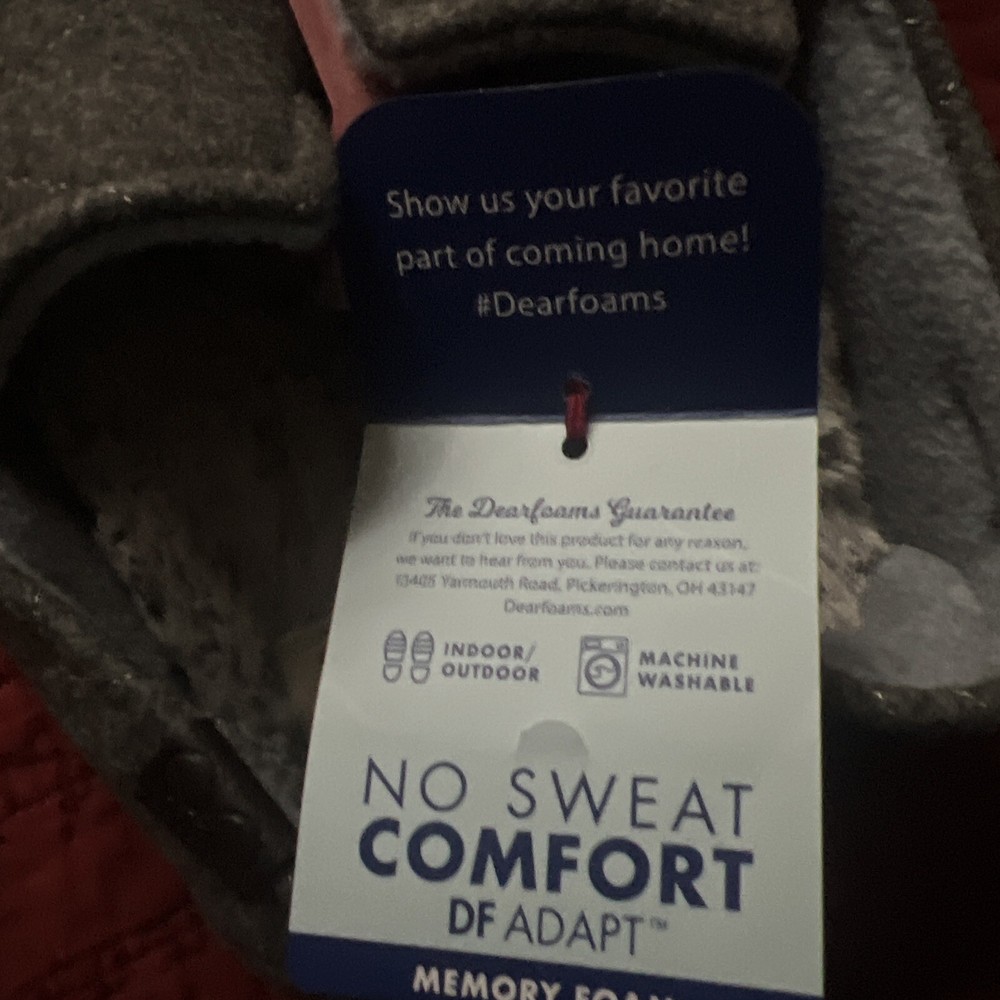 Show us your favorite
part of coming home!
#Dearfoams
The Dearfoams Guarantee
If you don't love this product for any reason,
we want to hear from you. Please contact us at:
13405 Yarmouth Road, Pickerington, OH 43147
Dearfoams.com
INDOOR/
OUTDOOR
MACHINE
WASHABLE
NO SWEAT
COMFORT
DF ADAPT™
MEMORY FOAM